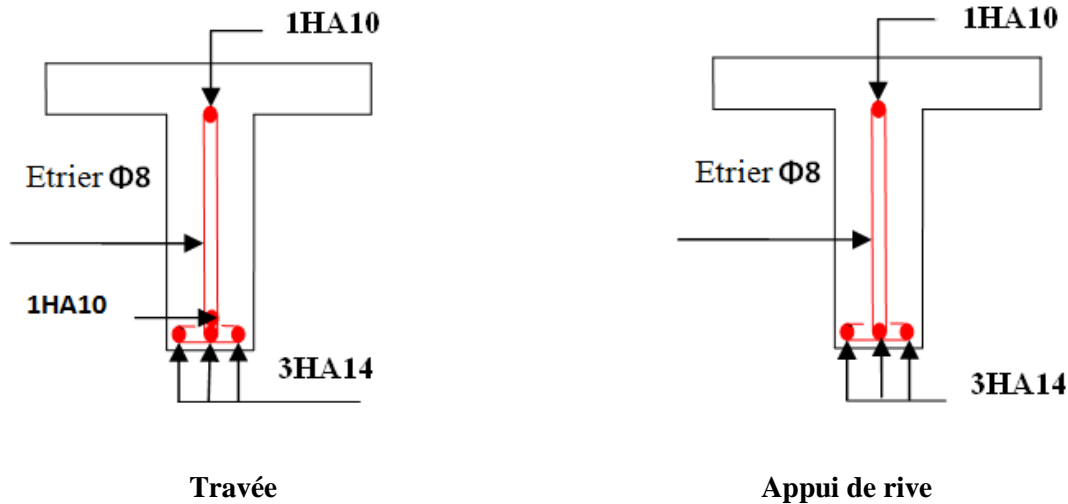 1HA10
Etrier Φ8
1HA10
3HA14
Travée
1HA10
Etrier Φ8
3HA14
Appui de rive